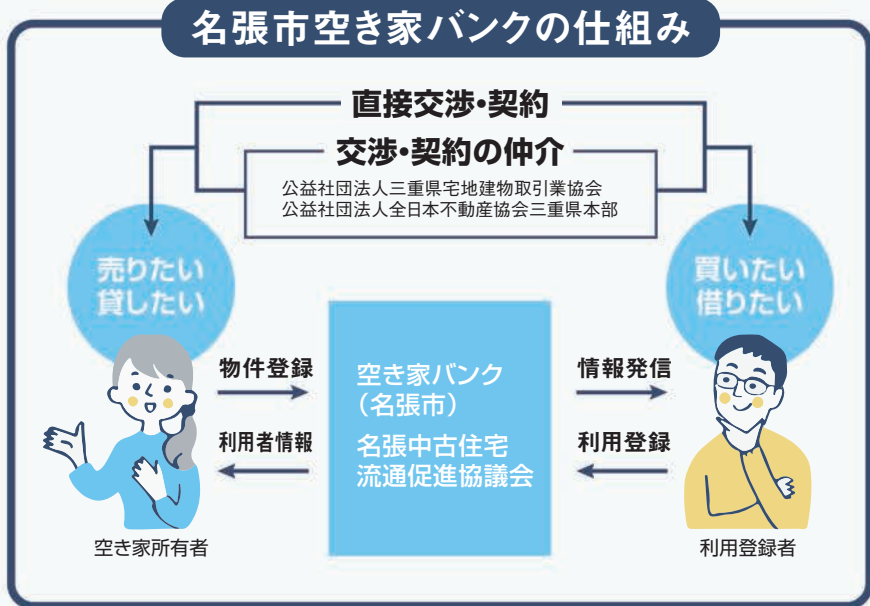 名張市空き家バンクの仕組み
直接交渉・契約
交渉・契約の仲介
公益社団法人三重県宅地建物取引業協会
公益社団法人全日本不動産協会三重県本部
売りたい
貸したい
買いたい
借りたい
物件登録
利用者情報
空き家バンク
（名張市）
名張中古住宅
流通促進協議会
情報発信
利用登録
空き家所有者
利用登録者